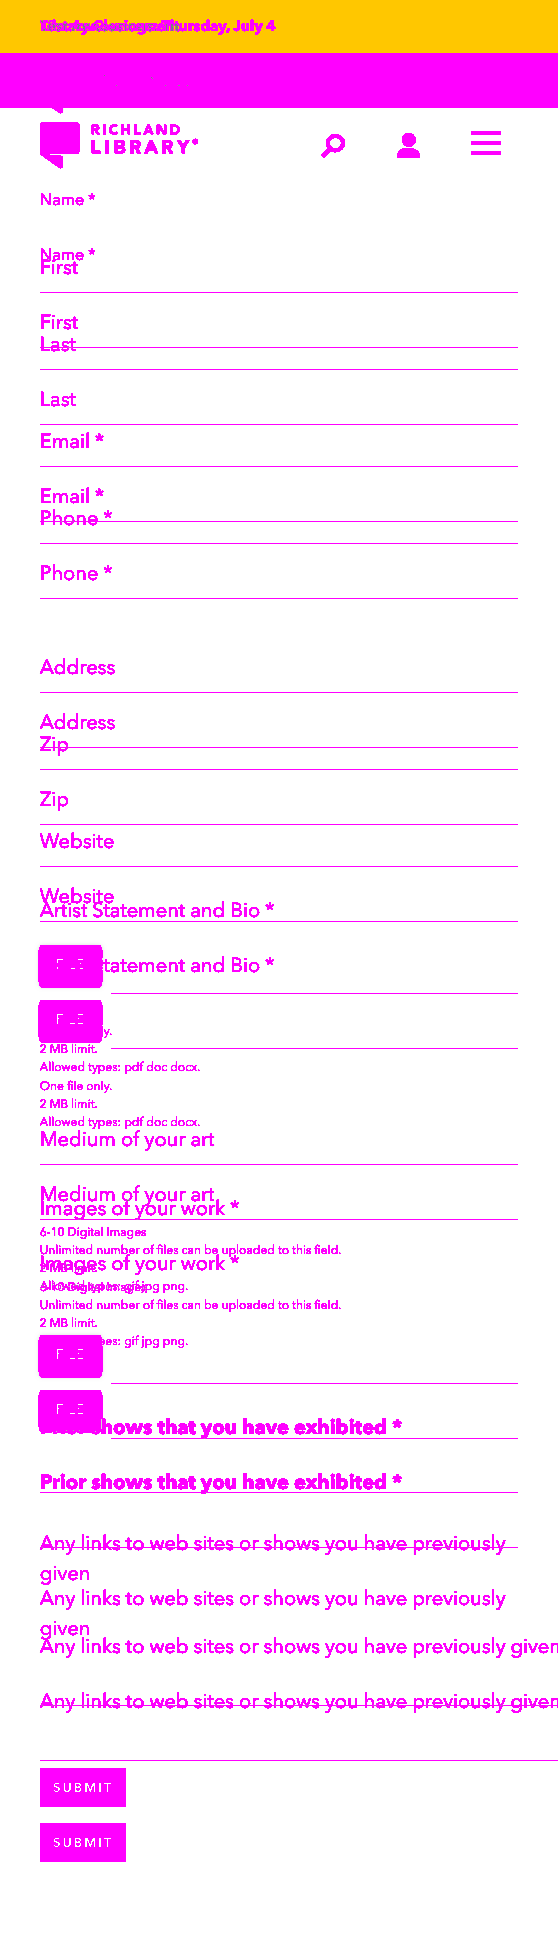 Thursday, July 4
RICHLAND
LIBRARY®
Name *
Name *
First
First
Last
Last
Email *
Email *
Phone *
Phone *
Address
Address
Zip
Zip
Website
Website
Artist Statement and Bio *
Statement and Bio *
FILE
FILE
2 MB limit.
Allowed types: pdf doc docx.
One file only.
2 MB limit.
Allowed types: pdf doc docx.
Medium of your art
Medium of your art
Images of your work *
6-10 Digital Images
Unlimited number of files can be uploaded to this field.
Images of your work *
gif jpg png.
Unlimited number of files can be uploaded to this field.
2 MB limit.
gif jpg png.
FILE
FILE
Prior shows that you have exhibited *
Prior shows that you have exhibited *
Any links to web sites or shows you have previously
given
Any links to web sites or shows you have previously
given
Any links to web sites or shows you have previously given
Any links to web sites or shows you have previously given
SUBMIT
SUBMIT